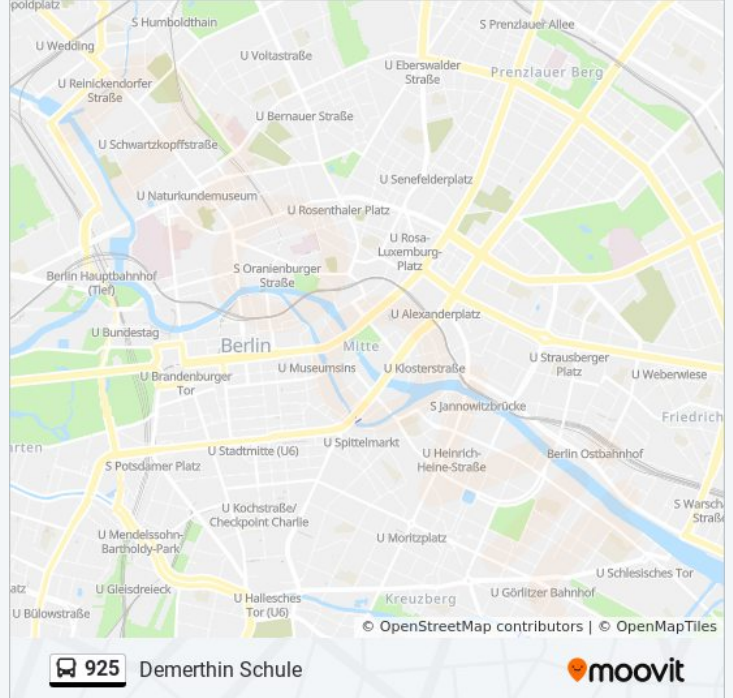 poldplatz
S Humboldthain
S Prenzlauer Allee
U Wedding
U Voltastraße
U Eberswalder
Straße
Prenzlauer Berg
U Reinickendorfer
Straße
U Bernauer Straße
U Schwartzkopffstraße
U Senefelderplatz
U Naturkundemuseum
U Rosenthaler Platz
U Rosa-
Luxemburg-
Platz
S Oranienburger
Straße
Berlin Hauptbahnhof
(Tief)
U Alexanderplatz
U Bundestag
Berlin
Mitte
U Strausberger
Platz
U Museumsins
U Klosterstraße
U Weberwiese
U Brandenburger
Tor
S Jannowitzbrücke
Friedrich
rten
U Stadtmitte (U6)
U Spittelmarkt
U Heinrich-
Heine-Straße
Berlin Ostbahnhof
S Potsdamer Platz
S Warsch
Straße
U Kochstraße/
Checkpoint Charlie
U Mendelssohn-
Bartholdy-Park
U Moritzplatz
U Schlesisches Tor
atz
U Gleisdreieck
U Hallesches
Tor (U6)
Kreuzberg
U Görlitzer Bahnhof
U Bülowstraße
© OpenStreetMap contributors | © OpenMapTiles
925 Demerthin Schule
moovit